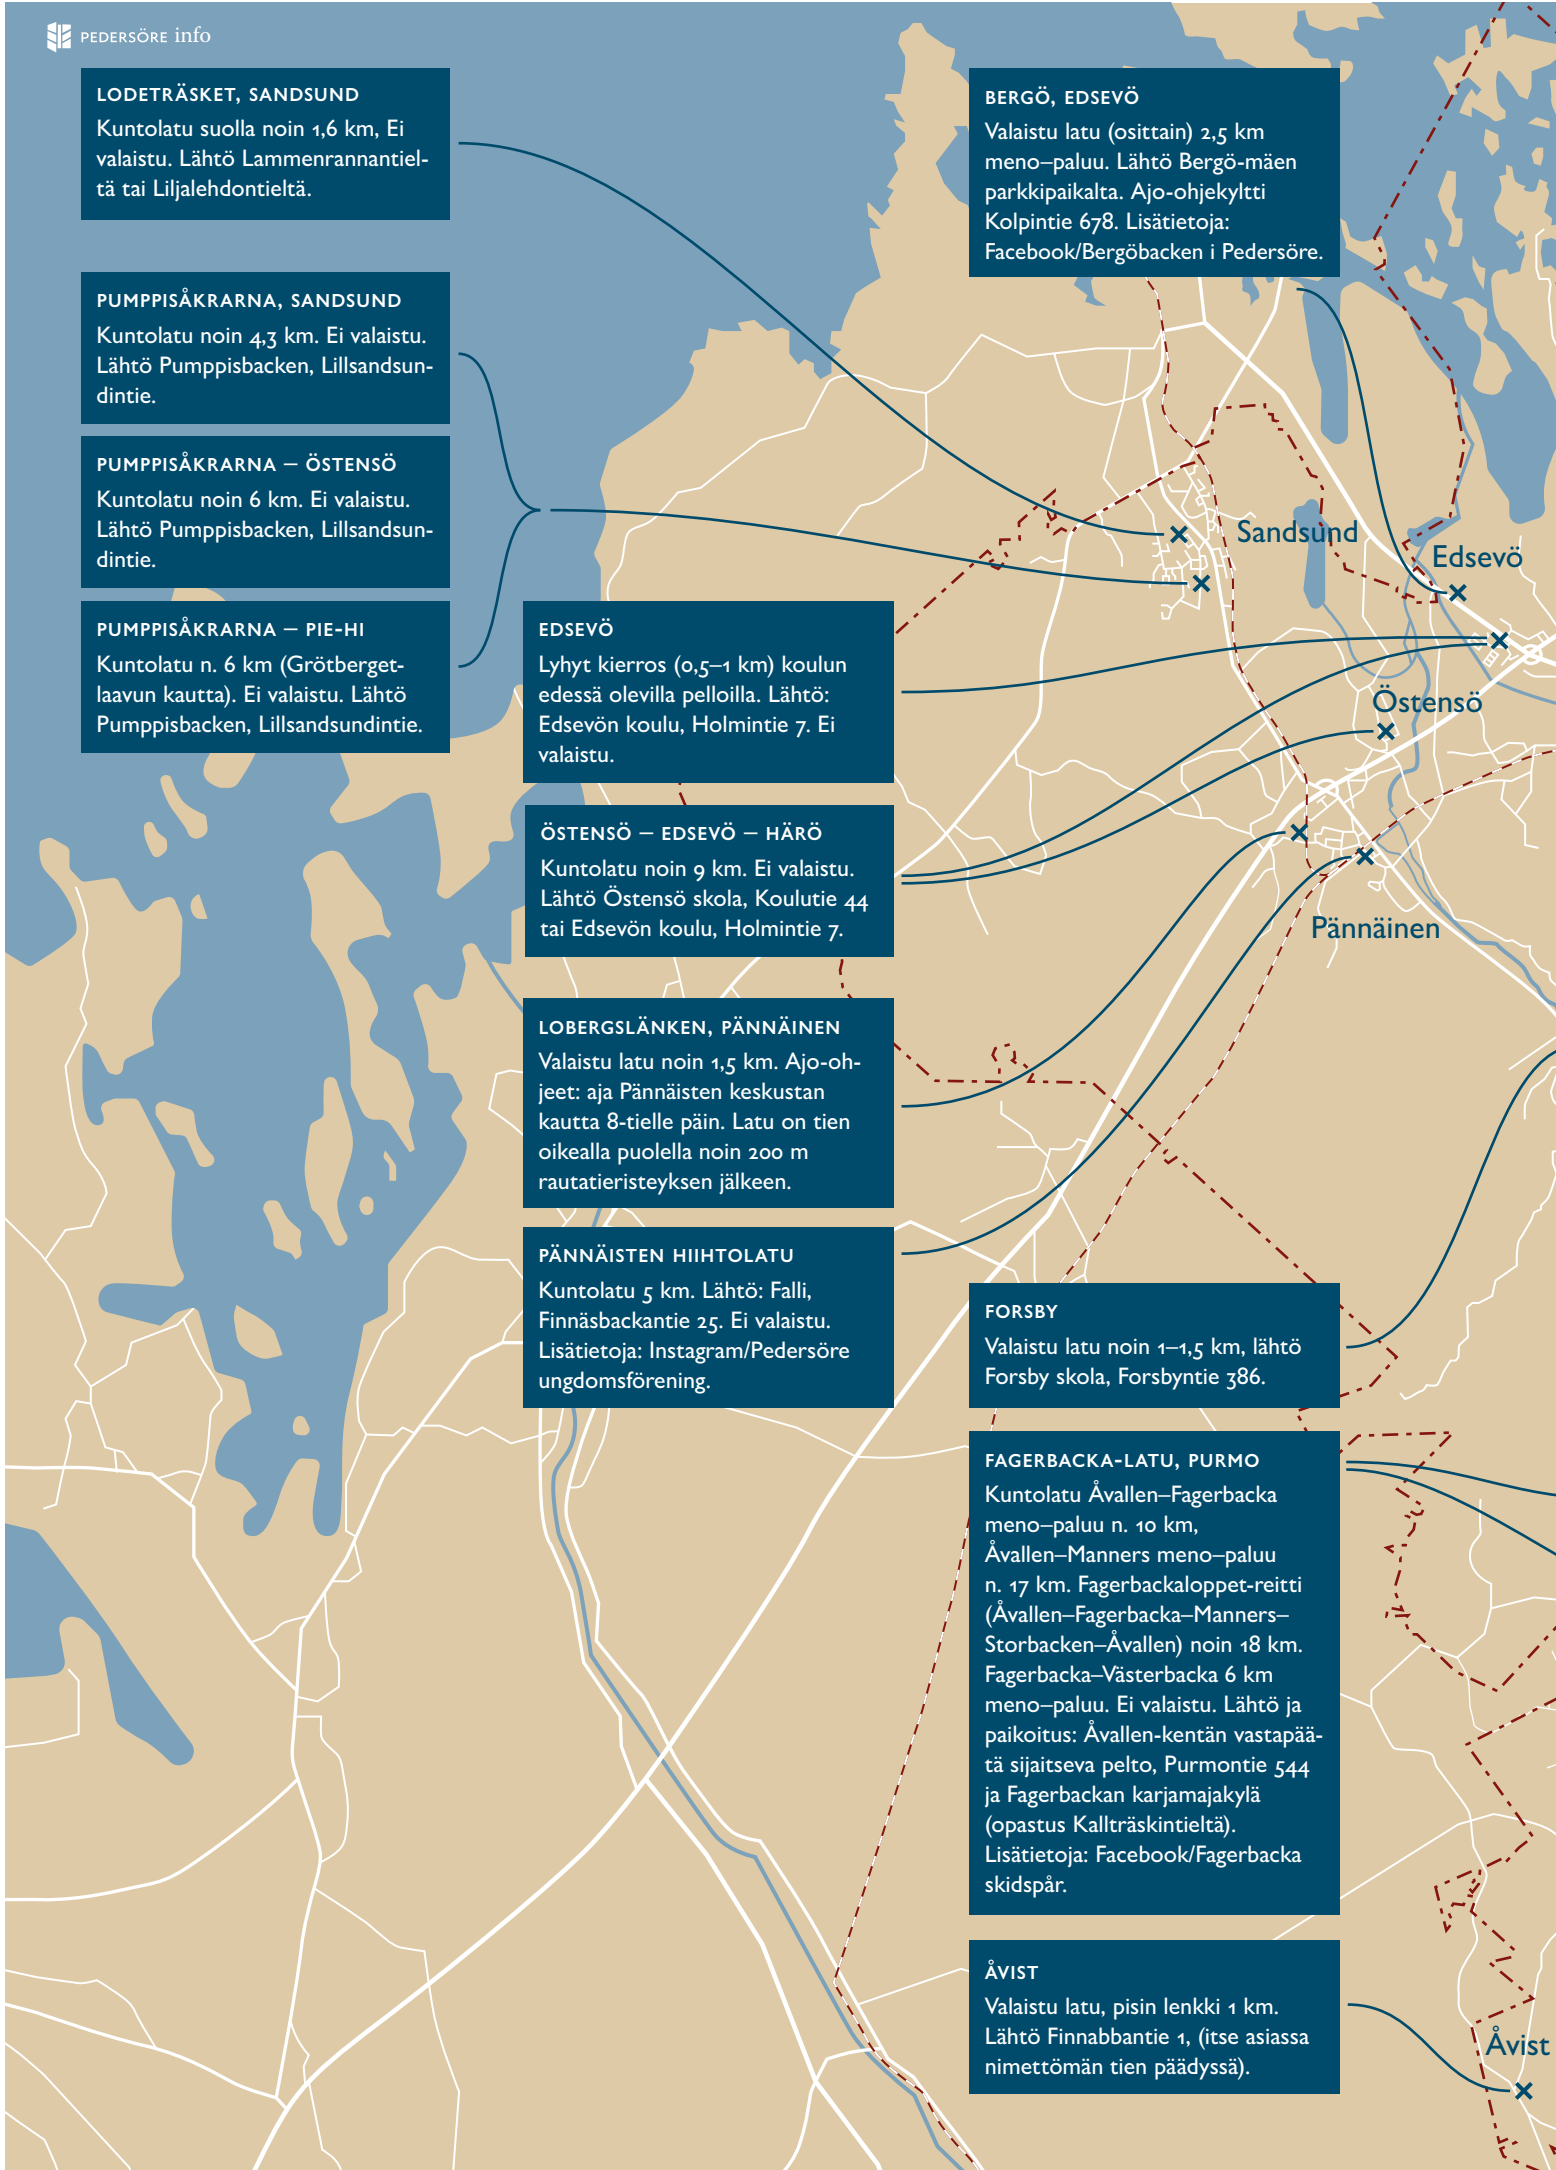 PEDERSÖRE info
LODETRÄSKET, SANDSUND
Kuntolatu suolla noin 1,6 km, Ei
valaistu. Lähtö Lammenrannantiel-
tä tai Liljalehdontieltä.
PUMPPISÅKRARNA, SANDSUND
Kuntolatu noin 4,3 km. Ei valaistu.
Lähtö Pumppisbacken, Lillsandsun-
dintie.
PUMPPISÅKRARNA – ÖSTENSÖ
Kuntolatu noin 6 km. Ei valaistu.
Lähtö Pumppisbacken, Lillsandsun-
dintie.
PUMPPISÅKRARNA – PIE-HI
Kuntolatu n. 6 km (Grötberget-
laavun kautta). Ei valaistu. Lähtö
Pumppisbacken, Lillsandsundintie.
EDSEVÖ
Lyhyt kierros (0,5–1 km) koulun
edessä olevilla pelloilla. Lähtö:
Edsevön koulu, Holmintie 7. Ei
valaistu.
ÖSTENSÖ – EDSEVÖ – HÄRÖ
Kuntolatu noin 9 km. Ei valaistu.
Lähtö Östensö skola, Koulutie 44
tai Edsevön koulu, Holmintie 7.
LOBERGSLÄNKEN, PÄNNÄINEN
Valaistu latu noin 1,5 km. Ajo-oh-
jeet: aja Pännäisten keskustan
kautta 8-tielle päin. Latu on tien
oikealla puolella noin 200 m
rautatieristeyksen jälkeen.
PÄNNÄISTEN HIIHTOLATU
Kuntolatu 5 km. Lähtö: Falli,
Finnäsbackantie 25. Ei valaistu.
Lisätietoja: Instagram/Pedersöre
ungdomsförening.
BERGÖ, EDSEVÖ
Valaistu latu (osittain) 2,5 km
meno–paluu. Lähtö Bergö-mäen
parkkipaikalta. Ajo-ohjekyltti
Kolpintie 678. Lisätietoja:
Facebook/Bergöbacken i Pedersöre.
Sandsund
Edsevö
Östensö
Pännäinen
FORSBY
Valaistu latu noin 1–1,5 km, lähtö
Forsby skola, Forsbyntie 386.
FAGERBACKA-LATU, PURMO
Kuntolatu Åvallen–Fagerbacka
meno–paluu n. 10 km,
Åvallen–Manners meno–paluu
n. 17 km. Fagerbackaloppet-reitti
(Åvallen–Fagerbacka–Manners–
Storbacken–Åvallen) noin 18 km.
Fagerbacka–Västerbacka 6 km
meno–paluu. Ei valaistu. Lähtö ja
paikoitus: Åvallen-kentän vastapää-
tä sijaitseva pelto, Purmontie 544
ja Fagerbackan karjamajakylä
(opastus Kallträskintieltä).
Lisätietoja: Facebook/Fagerbacka
skidspår.
ÅVIST
Valaistu latu, pisin lenkki 1 km.
Lähtö Finnabbantie 1, (itse asiassa
nimettömän tien päädyssä).
Åvist